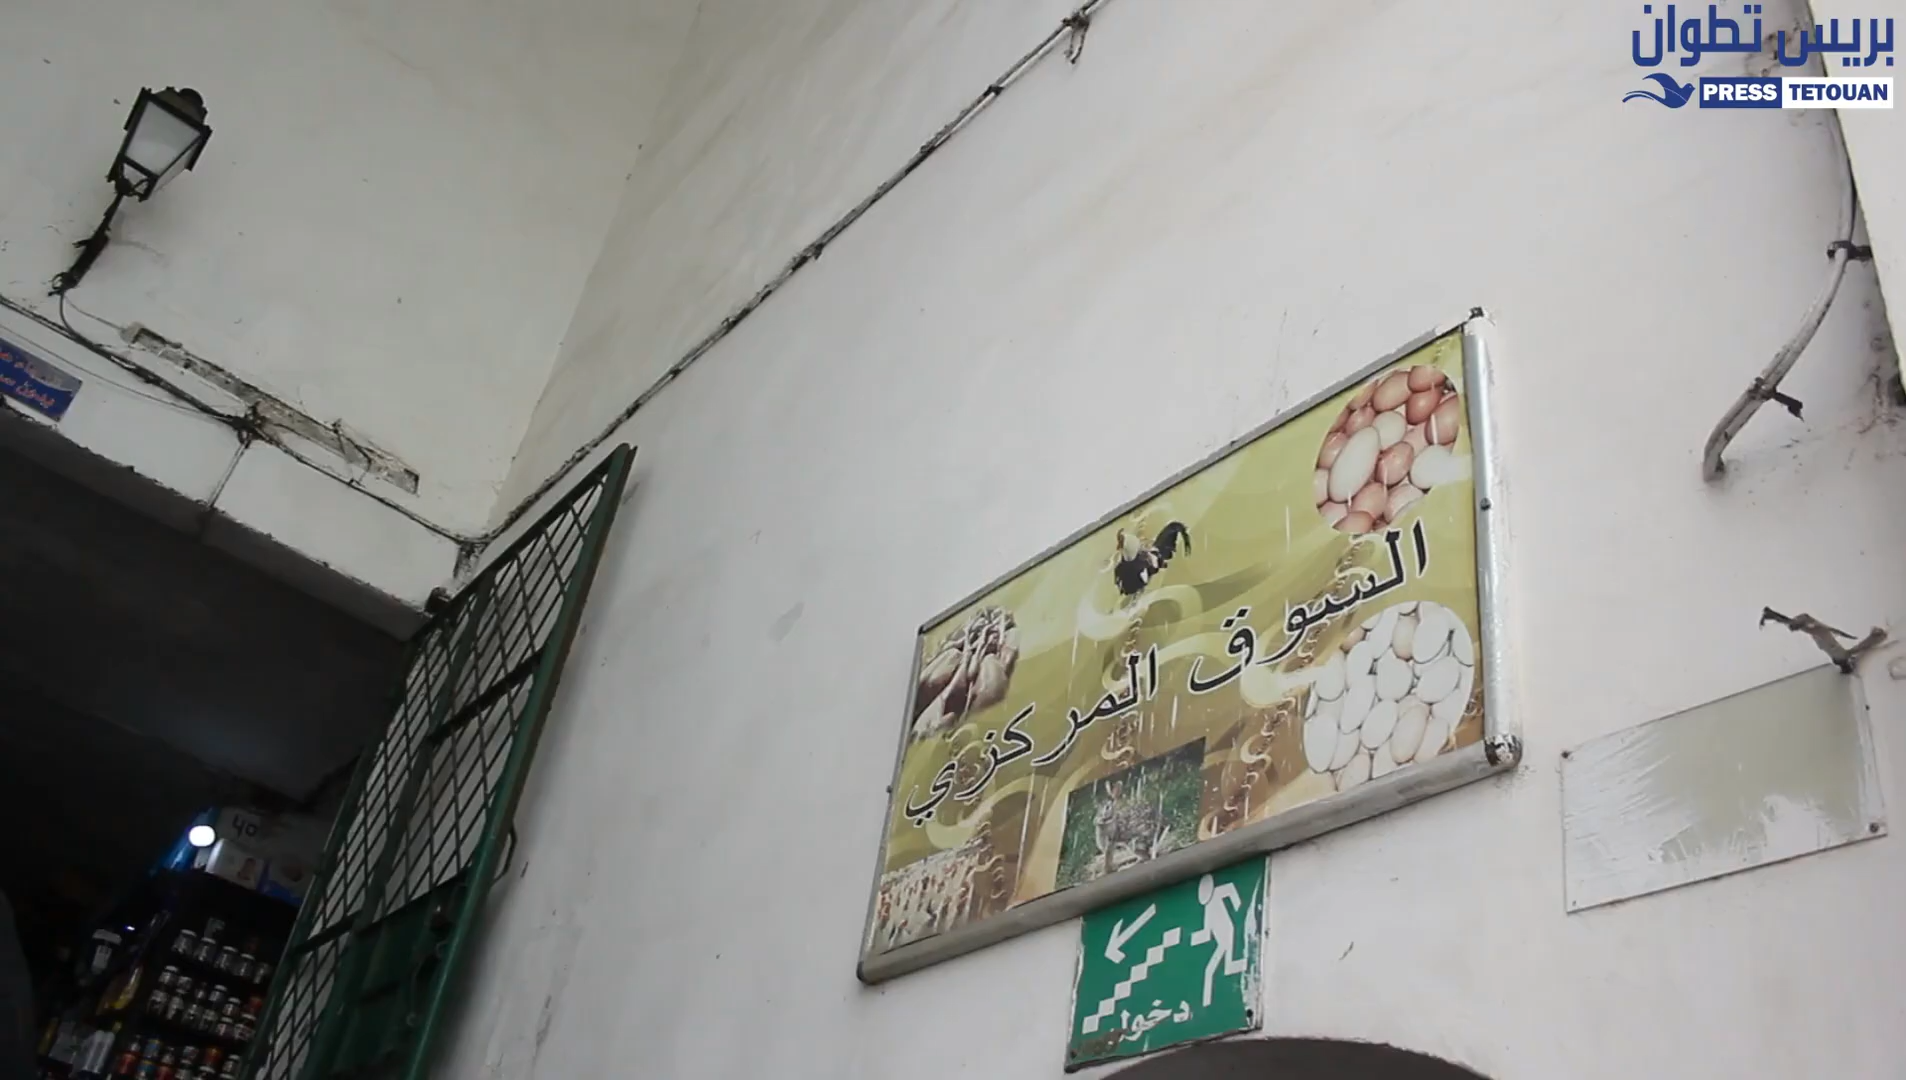 بريس تطوان
PRESS TETOUAN
السوق المركزي
دخول